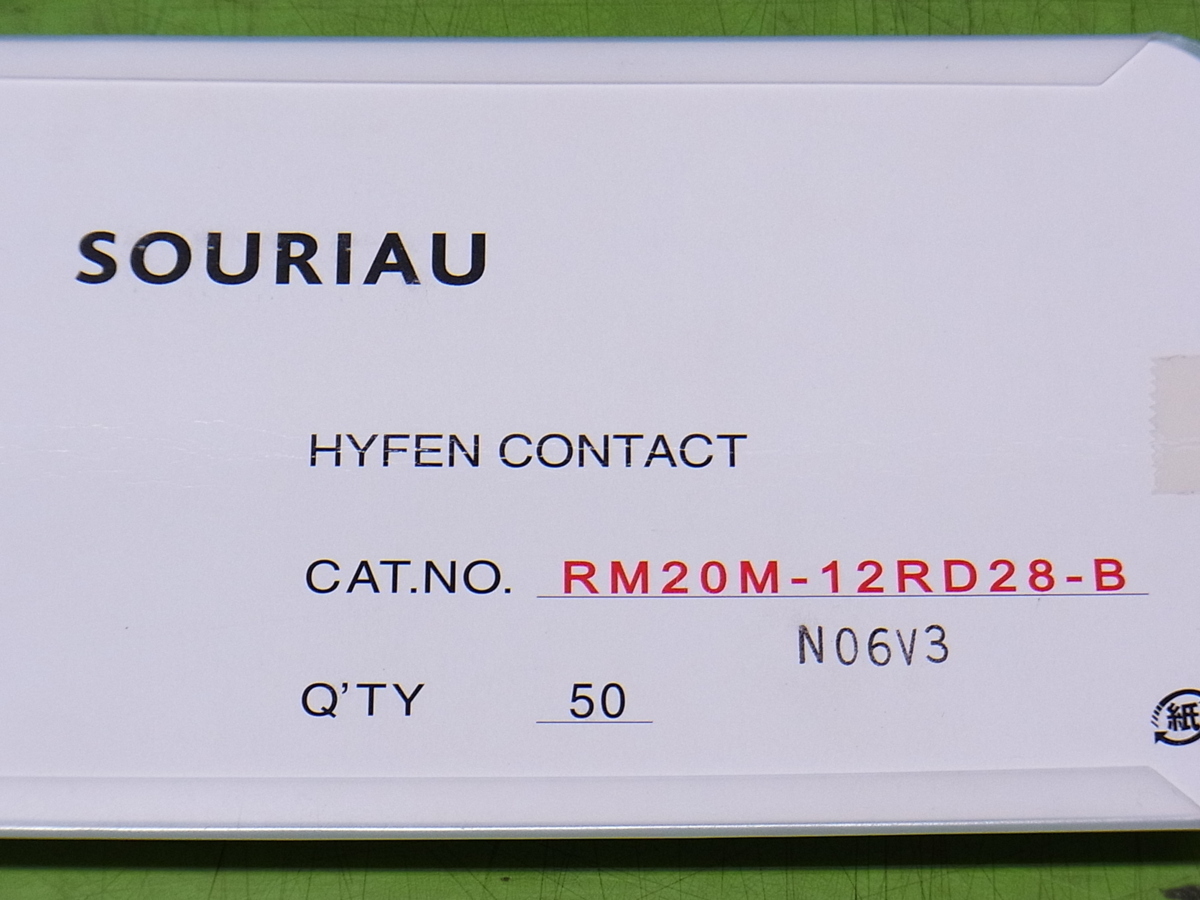 SOURIAU
HYFEN CONTACT
CAT.NO. RM20M-12RD28-B
N06V3
Q'TY 50
紙